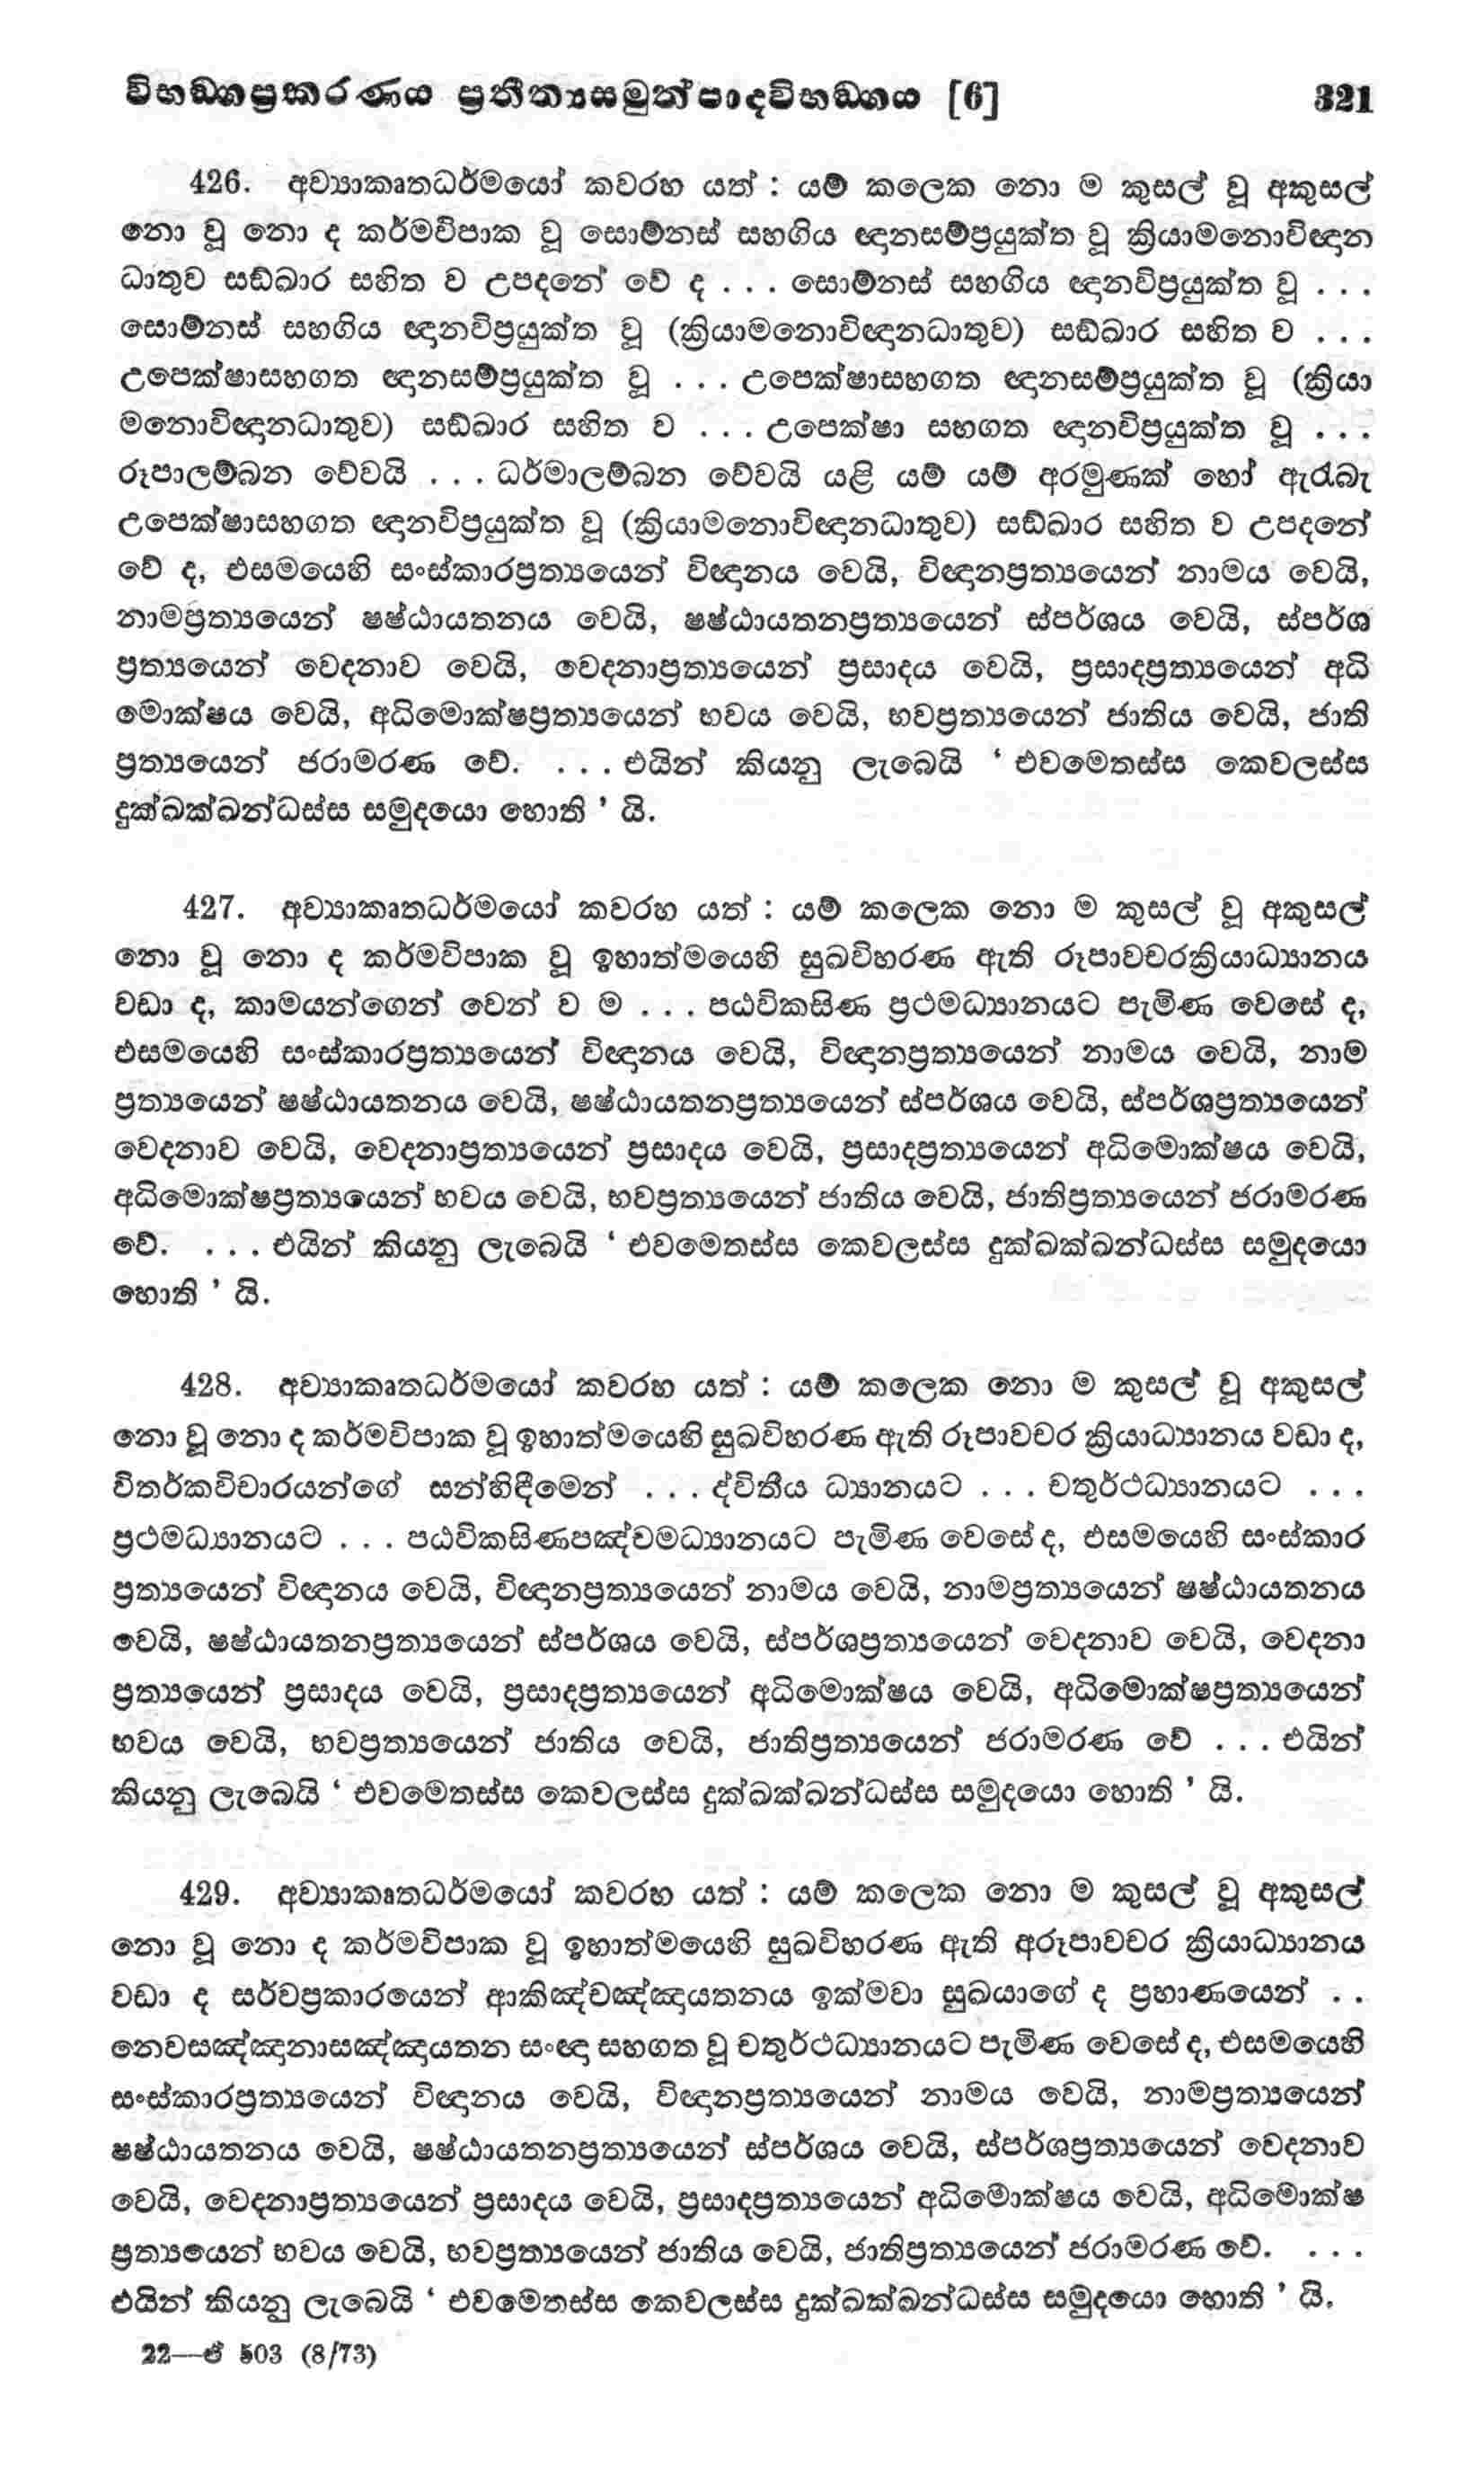 විභඞ්ගප්‍රකරණය ප්‍රතීත්‍යසමුත්පාදවිභඞ්ගය [6] 321
426. අව්‍යාකෘතධර්මයෝ කවරහ යත් : යම් කලෙක නො ම කුසල් වූ අකුසල්
නො වූ නො ද කර්මවිපාක වූ සොම්නස් සහගිය ඥානසම්ප්‍රයුක්ත වූ ක්‍රියාමනොවිඥාන
ධාතුව සඩ්ඛාර සහිත ව උපදනේ වේ ද . . . සොම්නස් සහගිය ඥානවිප්‍රයුක්ත වූ . . .
සොම්නස් සහගිය ඥානවිප්‍රයුක්ත වූ (ක්‍රියාමනොවිඥානධාතුව) සඩ්ඛාර සහිත ව . . .
උපෙක්ෂාසහගත ඥානසම්ප්‍රයුක්ත වූ . . . උපෙක්ෂාසහගත ඥානසම්ප්‍රයුක්ත වූ (ක්‍රියා
මනොවිඥානධාතුව) සඩ්ඛාර සහිත ව . . . උපෙක්ෂා සහගත ඥානවිප්‍රයුක්ත වූ . . .
රූපාලම්බන වේවයි . . . ධර්මාලම්බන වේවයි යළි යම් යම් අරමුණක් හෝ ඇරැබැ
උපෙක්ෂාසහගත ඥානවිප්‍රයුක්ත වූ (ක්‍රියාමනොවිඥානධාතුව) සඩ්ඛාර සහිත ව උපදනේ
වේ ද, එසමයෙහි සංස්කාරප්‍රත්‍යයෙන් විඥානය වෙයි, විඥානප්‍රත්‍යයෙන් නාමය වෙයි,
නාමප්‍රත්‍යයෙන් ෂෂ්ඨායතනය වෙයි, ෂෂ්ඨායතනප්‍රත්‍යයෙන් ස්පර්ශය වෙයි, ස්පර්ශ
ප්‍රත්‍යයෙන් වෙදනාව වෙයි, වෙදනාප්‍රත්‍යයෙන් ප්‍රසාදය වෙයි, ප්‍රසාදප්‍රත්‍යයෙන් අධි
මොක්ෂය වෙයි, අධිමොක්ෂප්‍රත්‍යයෙන් භවය වෙයි, භවප්‍රත්‍යයෙන් ජාතිය වෙයි, ජාති
ප්‍රත්‍යයෙන් ජරාමරණ වේ. . . . එයින් කියනු ලැබෙයි ‘ එවමෙතස්ස කෙවලස්ස
දුක්ඛක්ඛන්ධස්ස සමුදයො හොති ’ යි.
427. අව්‍යාකෘතධර්මයෝ කවරහ යත් : යම් කලෙක නො ම කුසල් වූ අකුසල්
නො වූ නො ද කර්මවිපාක වූ ඉහාත්මයෙහි සුඛවිහරණ ඇති රූපාවචරක්‍රියාධ්‍යානය
වඩා ද, කාමයන්ගෙන් වෙන් ව ම . . . පඨවිකසිණ ප්‍රථමධ්‍යානයට පැමිණ වෙසේ ද,
එසමයෙහි සංස්කාරප්‍රත්‍යයෙන් විඥානය වෙයි, විඥානප්‍රත්‍යයෙන් නාමය වෙයි, නාම
ප්‍රත්‍යයෙන් ෂෂ්ඨායතනය වෙයි, ෂෂ්ඨායතනප්‍රත්‍යයෙන් ස්පර්ශය වෙයි, ස්පර්ශප්‍රත්‍යයෙන්
වෙදනාව වෙයි, වෙදනාප්‍රත්‍යයෙන් ප්‍රසාදය වෙයි, ප්‍රසාදප්‍රත්‍යයෙන් අධිමොක්ෂය වෙයි,
අධිමොක්ෂප්‍රත්‍යයෙන් භවය වෙයි, භවප්‍රත්‍යයෙන් ජාතිය වෙයි, ජාතිප්‍රත්‍යයෙන් ජරාමරණ
වේ. . . . එයින් කියනු ලැබෙයි ‘ එවමෙතස්ස කෙවලස්ස දුක්ඛක්ඛන්ධස්ස සමුදයො
හොති ’ යි.
428. අව්‍යාකෘතධර්මයෝ කවරහ යත් : යම් කලෙක නො ම කුසල් වූ අකුසල්
නො වූ නො ද කර්මවිපාක වූ ඉහාත්මයෙහි සුඛවිහරණ ඇති රූපාවචර ක්‍රියාධ්‍යානය වඩා ද,
විතර්කවිචාරයන්ගේ සන්හිඳීමෙන් . . . ද්විතීය ධ්‍යානයට . . . චතුර්ථධ්‍යානයට . . .
ප්‍රථමධ්‍යානයට . . . පඨවිකසිණපඤ්චමධ්‍යානයට පැමිණ වෙසේ ද, එසමයෙහි සංස්කාර
ප්‍රත්‍යයෙන් විඥානය වෙයි, විඥානප්‍රත්‍යයෙන් නාමය වෙයි, නාමප්‍රත්‍යයෙන් ෂෂ්ඨායතනය
වෙයි, ෂෂ්ඨායතනප්‍රත්‍යයෙන් ස්පර්ශය වෙයි, ස්පර්ශප්‍රත්‍යයෙන් වෙදනාව වෙයි, වෙදනා
ප්‍රත්‍යයෙන් ප්‍රසාදය වෙයි, ප්‍රසාදප්‍රත්‍යයෙන් අධිමොක්ෂය වෙයි, අධිමොක්ෂප්‍රත්‍යයෙන්
භවය වෙයි, භවප්‍රත්‍යයෙන් ජාතිය වෙයි, ජාතිප්‍රත්‍යයෙන් ජරාමරණ වේ . . . එයින්
කියනු ලැබෙයි ‘ එවමෙතස්ස කෙවලස්ස දුක්ඛක්ඛන්ධස්ස සමුදයො හොති ’ යි.
429. අව්‍යාකෘතධර්මයෝ කවරහ යත් : යම් කලෙක නො ම කුසල් වූ අකුසල්
නො වූ නො ද කර්මවිපාක වූ ඉහාත්මයෙහි සුඛවිහරණ ඇති අරූපාවචර ක්‍රියාධ්‍යානය
වඩා ද සර්වප්‍රකාරයෙන් ආකිඤ්චඤ්ඤායතනය ඉක්මවා සුඛයාගේ ද ප්‍රහාණයෙන් . .
නෙවසඤ්ඤානාසඤ්ඤායතන සංඥා සහගත වූ චතුර්ථධ්‍යානයට පැමිණ වෙසේ ද, එසමයෙහි
සංස්කාරප්‍රත්‍යයෙන් විඥානය වෙයි, විඥානප්‍රත්‍යයෙන් නාමය වෙයි, නාමප්‍රත්‍යයෙන්
ෂෂ්ඨායතනය වෙයි, ෂෂ්ඨායතනප්‍රත්‍යයෙන් ස්පර්ශය වෙයි, ස්පර්ශප්‍රත්‍යයෙන් වෙදනාව
වෙයි, වෙදනාප්‍රත්‍යයෙන් ප්‍රසාදය වෙයි, ප්‍රසාදප්‍රත්‍යයෙන් අධිමොක්ෂය වෙයි, අධිමොක්ෂ
ප්‍රත්‍යයෙන් භවය වෙයි, භවප්‍රත්‍යයෙන් ජාතිය වෙයි, ජාතිප්‍රත්‍යයෙන් ජරාමරණ වේ. . . .
එයින් කියනු ලැබෙයි ‘ එවමෙතස්ස කෙවලස්ස දුක්ඛක්ඛන්ධස්ස සමුදයො හොති ’ යි.
22—ඒ 503 (8/73)